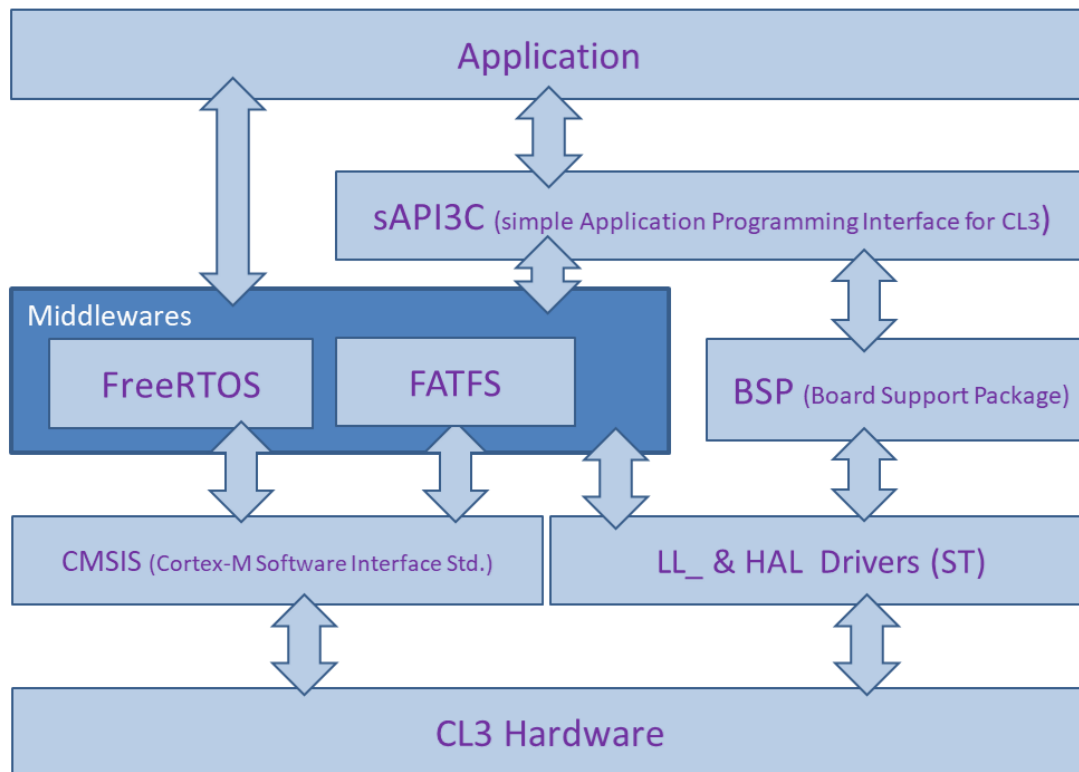 Application
sAPI3C (simple Application Programming Interface for CL3)
Middlewares
FreeRTOS
FATFS
BSP (Board Support Package)
CMSIS (Cortex-M Software Interface Std.)
LL_ & HAL Drivers (ST)
CL3 Hardware